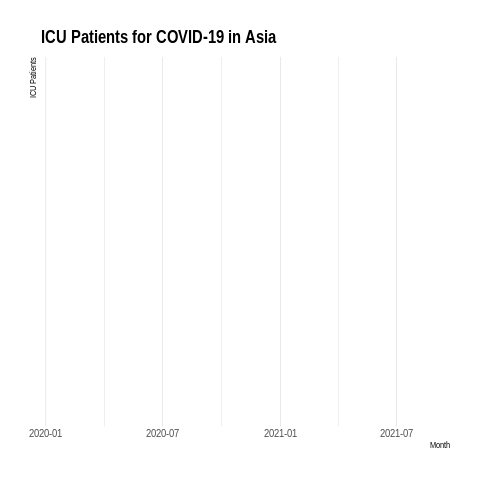 ICU Patients for COVID-19 in Asia
ICU Patients
2020-01 2020-07 2021-01 2021-07
Month